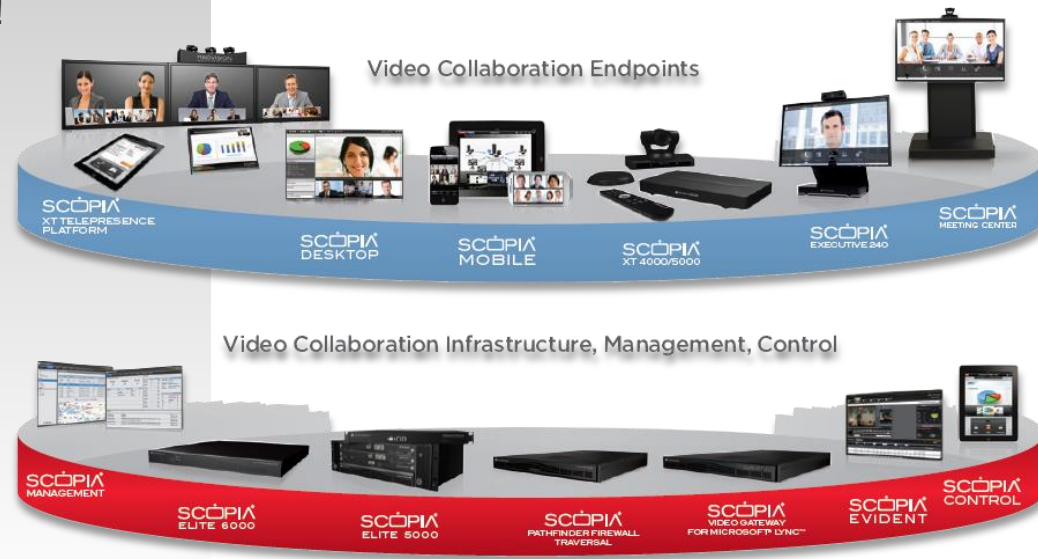 !
Video Collaboration Endpoints
SCOPIA
XT TELEPRESENCE
PLATFORM
SCOPIA
DESKTOP
SCOPIA
MOBILE
SCOPIA
XT 4000/5000
SCOPIA
EXECUTIVE 240
SCOPIA
MEETING CENTER
Video Collaboration Infrastructure, Management, Control
SCOPIA
MANAGEMENT
SCOPIA
ELITE 6000
SCOPIA
ELITE 5000
SCOPIA
PATHFINDER FIREWALL
TRAVERSAL
SCOPIA
VIDEO GATEWAY
FOR MICROSOFT® LYNC™
SCOPIA
EVIDENT
SCOPIA
CONTROL